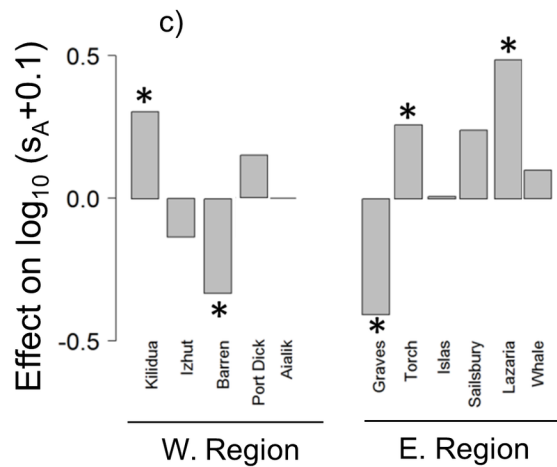 c)
Effect on log10 (sA+0.1)
0.5
0.0
-0.5
*
*
*
*
*
Kilidua
Izhut
Barren
Port Dick
Aialik
Graves
Torch
Islas
Sailsbury
Lazaria
Whale
W. Region
E. Region